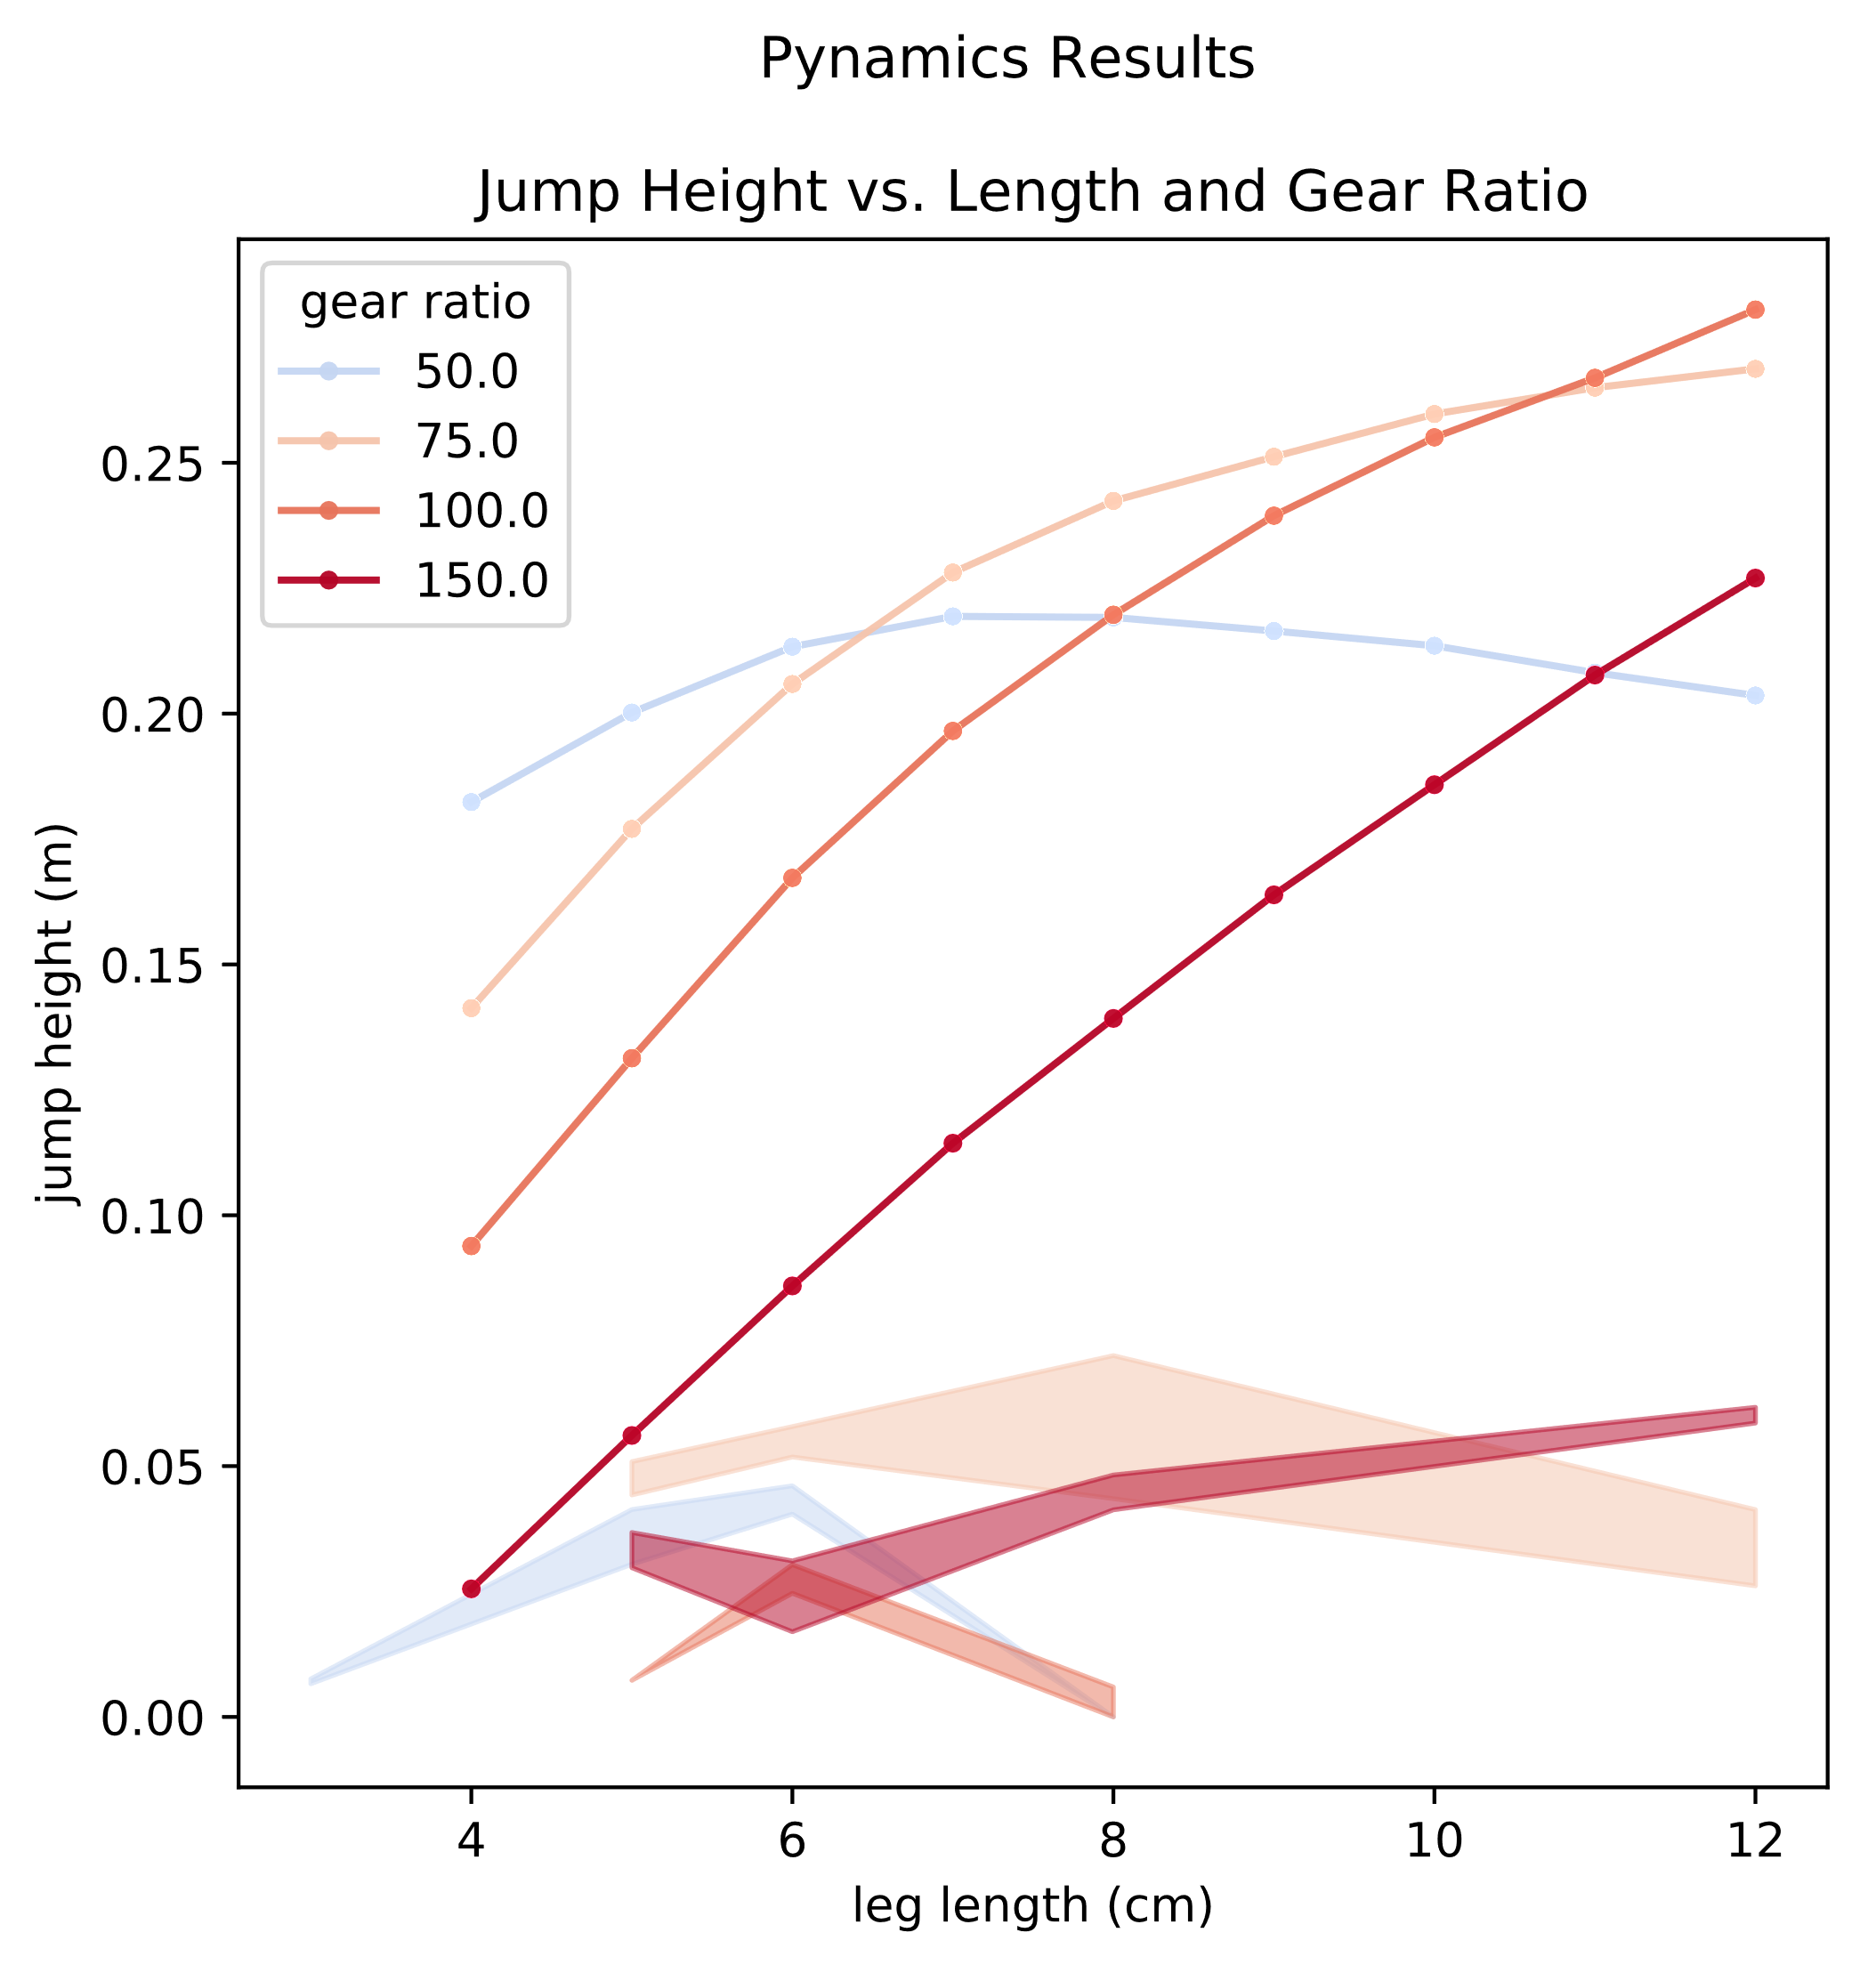 Pynamics Results
Jump Height vs. Length and Gear Ratio
gear ratio
50.0
75.0
100.0
150.0
0.25
0.20
0.15
0.10
0.05
0.00
jump height (m)
4 6 8 10 12
leg length (cm)